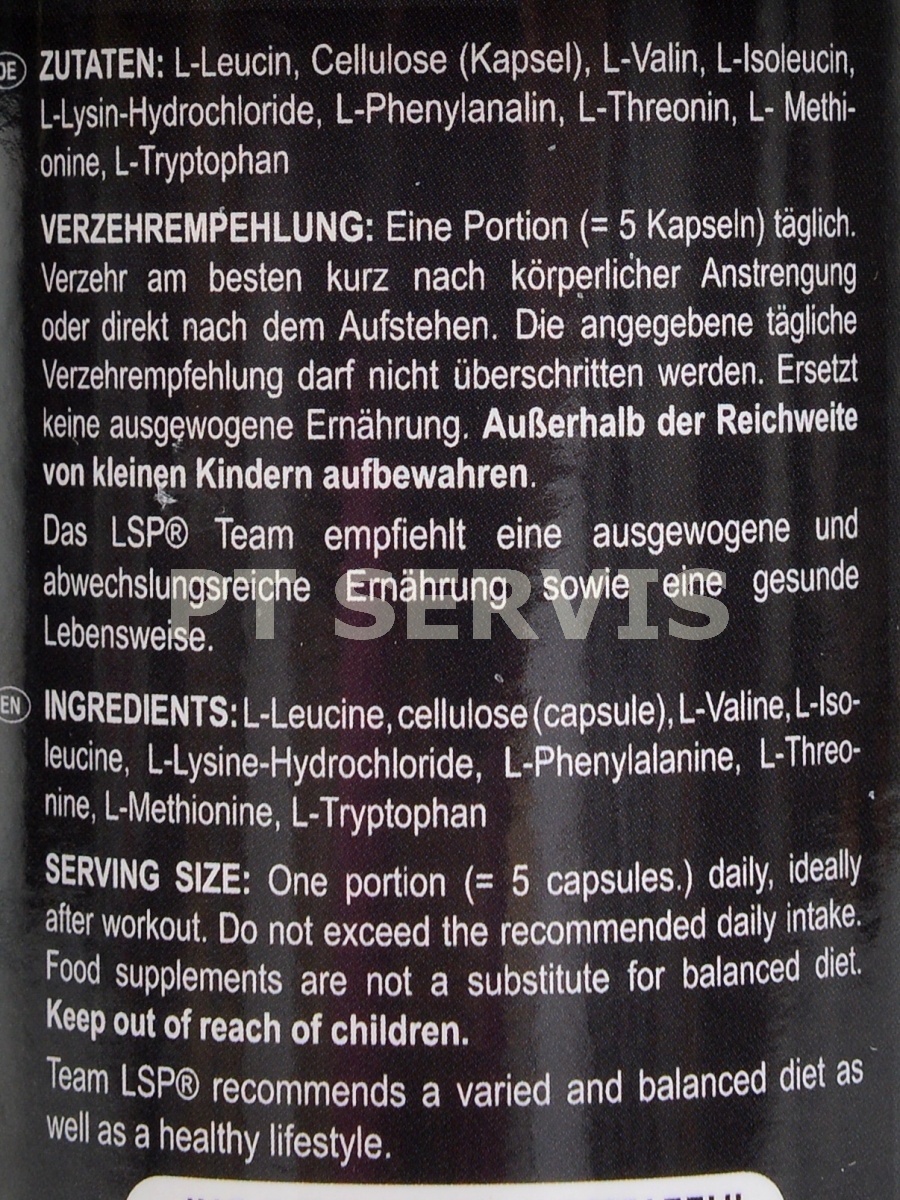 DE ZUTATEN: L-Leucin, Cellulose (Kapsel), L-Valin, L-Isoleucin,
L-Lysin-Hydrochloride, L-Phenylanalin, L-Threonin, L- Methi-
onine, L-Tryptophan
VERZEHREMPEHLUNG: Eine Portion (= 5 Kapseln) täglich.
Verzehr am besten kurz nach körperlicher Anstrengung
oder direkt nach dem Aufstehen. Die angegebene tägliche
Verzehrempfehlung darf nicht überschritten werden. Ersetzt
keine ausgewogene Ernährung. Außerhalb der Reichweite
von kleinen Kindern aufbewahren.
Das LSP® Team empfiehlt eine ausgewogene und
abwechslungsreiche Ernährung sowie eine gesunde
PT SERVIS
Lebensweise.
EN INGREDIENTS: L-Leucine, cellulose (capsule), L-Valine, L-Iso-
leucine, L-Lysine-Hydrochloride, L-Phenylalanine, L-Threo-
nine, L-Methionine, L-Tryptophan
SERVING SIZE: One portion (= 5 capsules.) daily, ideally
after workout. Do not exceed the recommended daily intake.
Food supplements are not a substitute for balanced diet.
Keep out of reach of children.
Team LSP® recommends a varied and balanced diet as
well as a healthy lifestyle.